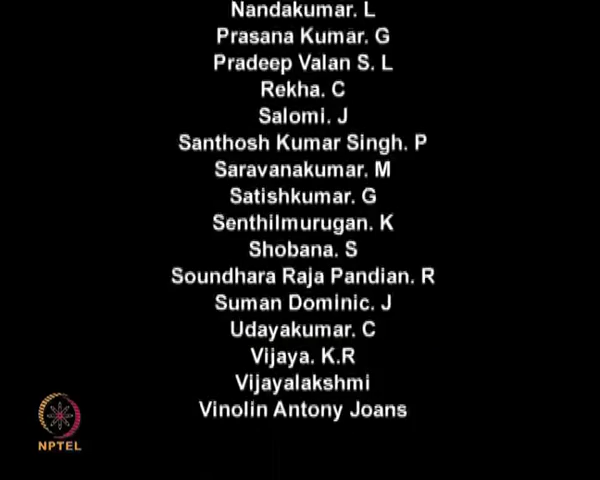 Nandakumar. L
Prasana Kumar. G
Pradeep Valan S. L
Rekha. C
Salomi. J
Santhosh Kumar Singh. P
Saravanakumar. M
Satishkumar. G
Senthilmurugan. K
Shobana. S
Soundhara Raja Pandian. R
Suman Dominic. J
Udayakumar. C
Vijaya. K.R
Vijayalakshmi
Vinolin Antony Joans
NPTEL